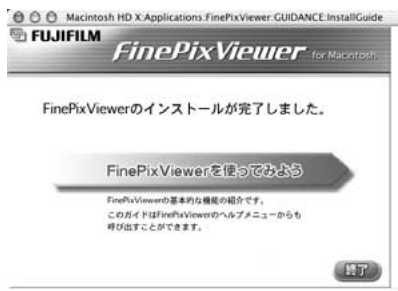 Macintosh HD X:Applications:FinePixViewer:GUIDANCE:InstallGuide
FUJIFILM
FinePixViewer for Macintosh
FinePixViewerのインストールが完了しました。
FinePixViewerを使ってみよう
FinePixViewerの基本的な機能の紹介です。
このガイドはFinePixViewerのヘルプメニューからも
呼び出すことができます。
終了